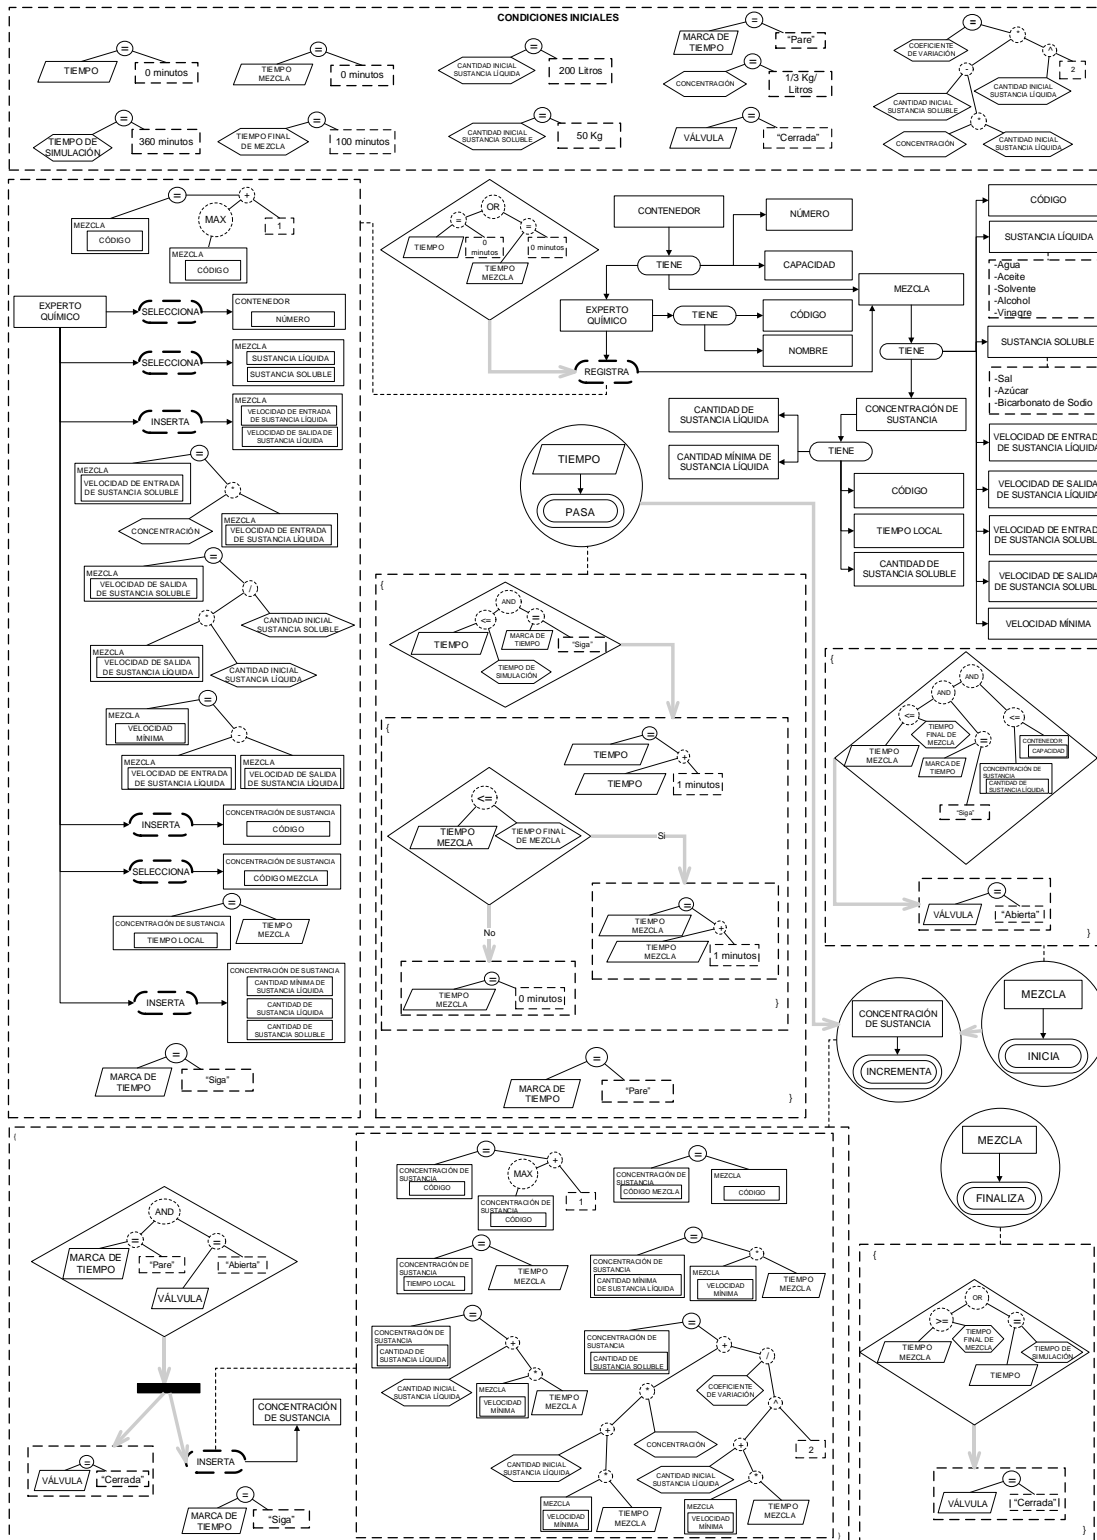 CONDICIONES INICIALES
=
TIEMPO
0 minutos
=
TIEMPO
MEZCLA
0 minutos
=
CANTIDAD INICIAL
SUSTANCIA LÍQUIDA
200 Litros
=
MARCA DE
TIEMPO
"Pare"
=
CONCENTRACIÓN
1/3 Kg/
Litros
=
COEFICIENTE
DE VARIACIÓN
*
-
^
2
CANTIDAD INICIAL
SUSTANCIA LÍQUIDA
CANTIDAD INICIAL
SUSTANCIA SOLUBLE
*
CONCENTRACIÓN
CANTIDAD INICIAL
SUSTANCIA LÍQUIDA
=
TIEMPO DE
SIMULACIÓN
360 minutos
=
TIEMPO FINAL
DE MEZCLA
100 minutos
=
CANTIDAD INICIAL
SUSTANCIA SOLUBLE
50 Kg
=
VÁLVULA
"Cerrada"
=
MEZCLA
CÓDIGO
+
MAX
1
MEZCLA
CÓDIGO
EXPERTO
QUÍMICO
SELECCIONA
CONTENEDOR
NÚMERO
SELECCIONA
MEZCLA
SUSTANCIA LÍQUIDA
SUSTANCIA SOLUBLE
INSERTA
MEZCLA
VELOCIDAD DE ENTRADA
DE SUSTANCIA LÍQUIDA
VELOCIDAD DE SALIDA DE
SUSTANCIA LÍQUIDA
=
MEZCLA
VELOCIDAD DE ENTRADA
DE SUSTANCIA SOLUBLE
*
CONCENTRACIÓN
MEZCLA
VELOCIDAD DE ENTRADA
DE SUSTANCIA LÍQUIDA
=
MEZCLA
VELOCIDAD DE SALIDA
DE SUSTANCIA SOLUBLE
/
*
CANTIDAD INICIAL
SUSTANCIA SOLUBLE
MEZCLA
VELOCIDAD DE SALIDA
DE SUSTANCIA LÍQUIDA
CANTIDAD INICIAL
SUSTANCIA LÍQUIDA
=
MEZCLA
VELOCIDAD
MÍNIMA
-
MEZCLA
VELOCIDAD DE ENTRADA
DE SUSTANCIA LÍQUIDA
MEZCLA
VELOCIDAD DE SALIDA
DE SUSTANCIA LÍQUIDA
INSERTA
CONCENTRACIÓN DE SUSTANCIA
CÓDIGO
SELECCIONA
CONCENTRACIÓN DE SUSTANCIA
CÓDIGO MEZCLA
=
CONCENTRACIÓN DE SUSTANCIA
TIEMPO LOCAL
TIEMPO
MEZCLA
INSERTA
CONCENTRACIÓN DE SUSTANCIA
CANTIDAD MÍNIMA DE
SUSTANCIA LÍQUIDA
CANTIDAD DE
SUSTANCIA LÍQUIDA
CANTIDAD DE
SUSTANCIA SOLUBLE
=
MARCA DE
TIEMPO
"Siga"
OR
=
TIEMPO
0
minutos
=
TIEMPO
MEZCLA
0 minutos
CONTENEDOR
TIENE
NÚMERO
CAPACIDAD
MEZCLA
EXPERTO
QUÍMICO
TIENE
CÓDIGO
NOMBRE
REGISTRA
TIENE
CÓDIGO
SUSTANCIA LÍQUIDA
-Agua
-Aceite
-Solvente
-Alcohol
-Vinagre
SUSTANCIA SOLUBLE
-Sal
-Azúcar
-Bicarbonato de Sodio
VELOCIDAD DE ENTRADA
DE SUSTANCIA LÍQUIDA
VELOCIDAD DE SALIDA
DE SUSTANCIA LÍQUIDA
VELOCIDAD DE ENTRADA
DE SUSTANCIA SOLUBLE
VELOCIDAD DE SALIDA
DE SUSTANCIA SOLUBLE
VELOCIDAD MÍNIMA
CONCENTRACIÓN DE
SUSTANCIA
TIENE
CANTIDAD DE
SUSTANCIA LÍQUIDA
CANTIDAD MÍNIMA DE
SUSTANCIA LÍQUIDA
CÓDIGO
TIEMPO LOCAL
CANTIDAD DE
SUSTANCIA SOLUBLE
TIEMPO
PASA
{
AND
<=
=
TIEMPO
MARCA DE
TIEMPO
"Siga"
TIEMPO DE
SIMULACIÓN
{
=
TIEMPO
+
TIEMPO
1 minutos
<=
TIEMPO
MEZCLA
TIEMPO FINAL
DE MEZCLA
Si
No
=
TIEMPO
MEZCLA
+
TIEMPO
MEZCLA
1 minutos
=
TIEMPO
MEZCLA
0 minutos
}
=
MARCA DE
TIEMPO
"Pare"
}
{
AND
AND
<=
<=
TIEMPO
MEZCLA
TIEMPO
FINAL DE
MEZCLA
=
MARCA DE
TIEMPO
"Siga"
CONTENEDOR
CAPACIDAD
CONCENTRACIÓN DE
SUSTANCIA
CANTIDAD DE
SUSTANCIA LÍQUIDA
=
VÁLVULA
"Abierta"
}
CONCENTRACIÓN
DE SUSTANCIA
INCREMENTA
MEZCLA
INICIA
MEZCLA
FINALIZA
{
OR
>=
=
TIEMPO
MEZCLA
TIEMPO
FINAL DE
MEZCLA
TIEMPO
TIEMPO DE
SIMULACIÓN
=
VÁLVULA
"Cerrada"
}
{
AND
=
MARCA DE
TIEMPO
"Pare"
=
VÁLVULA
"Abierta"
=
VÁLVULA
"Cerrada"
INSERTA
CONCENTRACIÓN
DE SUSTANCIA
=
MARCA DE
TIEMPO
"Siga"
=
CONCENTRACIÓN DE
SUSTANCIA
CÓDIGO
+
MAX
1
CONCENTRACIÓN DE
SUSTANCIA
CÓDIGO
=
CONCENTRACIÓN DE
SUSTANCIA
CÓDIGO MEZCLA
MEZCLA
CÓDIGO
=
CONCENTRACIÓN DE
SUSTANCIA
TIEMPO LOCAL
TIEMPO
MEZCLA
=
CONCENTRACIÓN DE
SUSTANCIA
CANTIDAD MÍNIMA
DE SUSTANCIA LÍQUIDA
*
MEZCLA
VELOCIDAD
MÍNIMA
TIEMPO
MEZCLA
=
CONCENTRACIÓN DE
SUSTANCIA
CANTIDAD DE
SUSTANCIA LÍQUIDA
+
CANTIDAD INICIAL
SUSTANCIA LÍQUIDA
*
MEZCLA
VELOCIDAD
MÍNIMA
TIEMPO
MEZCLA
=
CONCENTRACIÓN DE
SUSTANCIA
CANTIDAD DE
SUSTANCIA SOLUBLE
+
/
*
COEFICIENTE
DE VARIACIÓN
^
+
CONCENTRACIÓN
+
2
CANTIDAD INICIAL
SUSTANCIA LÍQUIDA
*
CANTIDAD INICIAL
SUSTANCIA LÍQUIDA
*
MEZCLA
VELOCIDAD
MÍNIMA
TIEMPO
MEZCLA
MEZCLA
VELOCIDAD
MÍNIMA
TIEMPO
MEZCLA
}